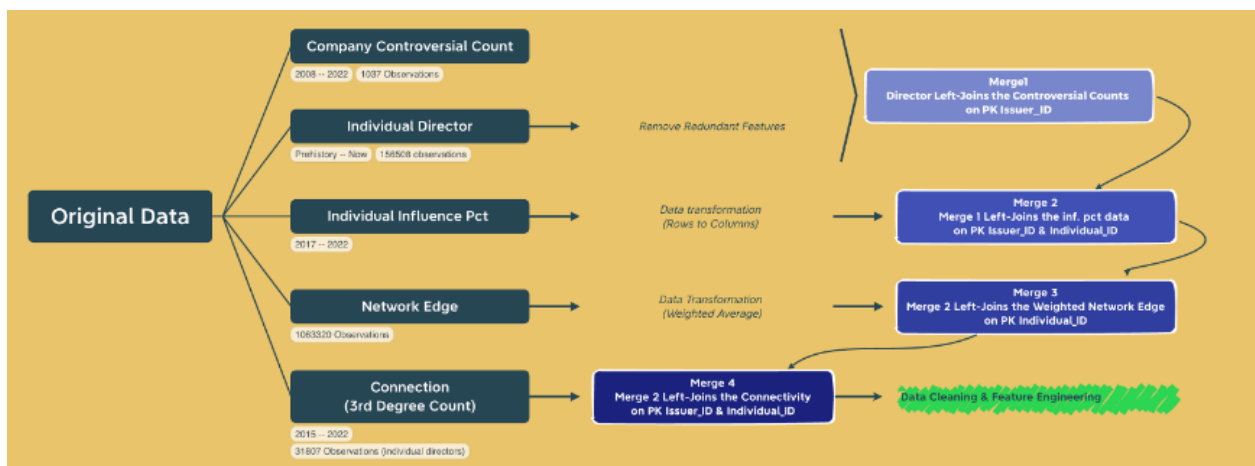 Original Data
Company Controversial Count
2008 -- 2022 1037 Observations
Individual Director
Prehistory -- Now 156508 observations
Remove Redundant Features
Individual Influence Pct
2017 -- 2022
Data transformation
(Rows to Columns)
Network Edge
1063320 Observations
Data Transformation
(Weighted Average)
Connection
(3rd Degree Count)
2015 -- 2022
31807 Observations (individual directors)
Merge1
Director Left-Joins the Controversial Counts
on PK Issuer_ID
Merge 2
Merge 1 Left-Joins the inf. pct data
on PK Issuer_ID & Individual_ID
Merge 3
Merge 2 Left-Joins the Weighted Network Edge
on PK Individual_ID
Merge 4
Merge 2 Left-Joins the Connectivity
on PK Issuer_ID & Individual_ID
Data Cleaning & Feature Engineering